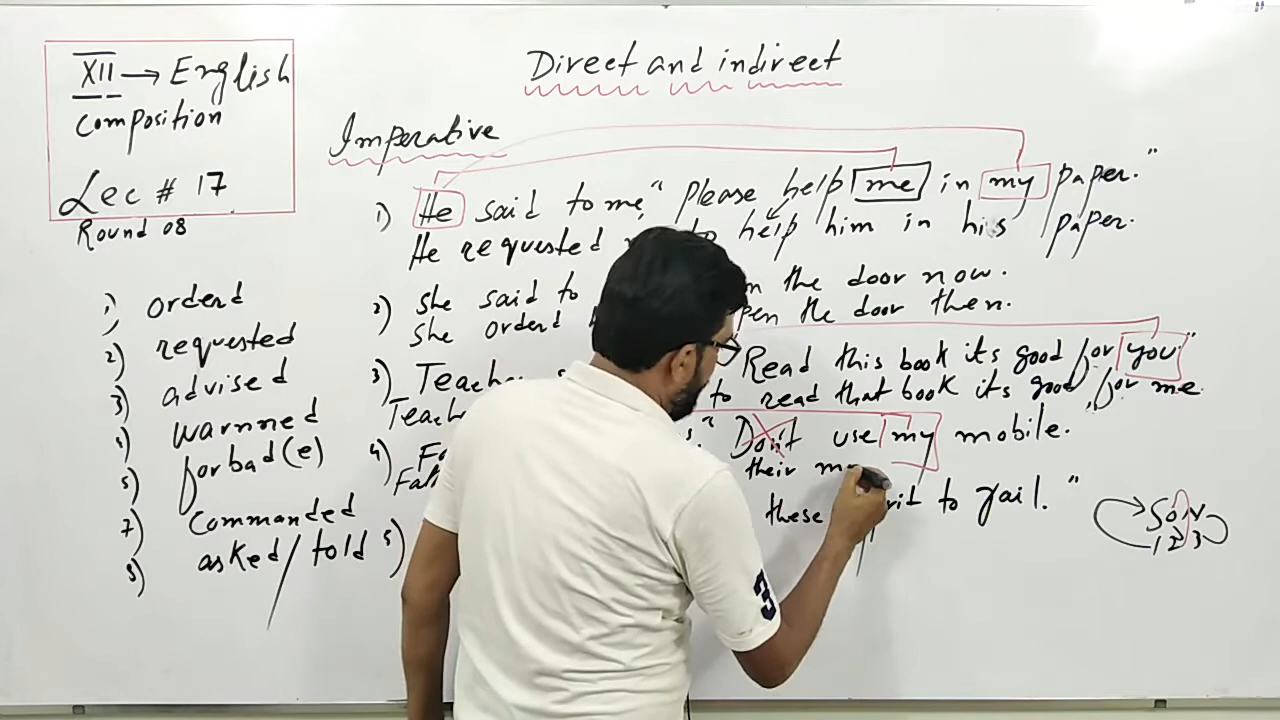 XII → English
composition
Lec # 17
Round 08
Direct and indirect
Imperative
1) He said to me, " please help me in my paper."
He requested to help him in his paper.
2) She said to the door now.
She orderd the door then.
3) Teacher Read this book its good for you."
to read that book its good for me
4) " Don't use my mobile.
their
5) these to jail. "
1) orderd
2) requested
3) advised
4) warnned
5) forbad(e)
7) Commanded
8) asked/told
SON
1 2 3
3